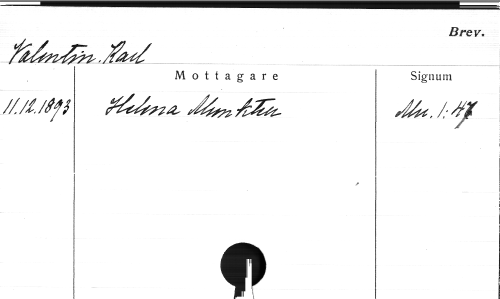 Brev.
Valentin, Karl
Mottagare
Signum
11.12.1893
Helena Munktell
Mu. 1:47